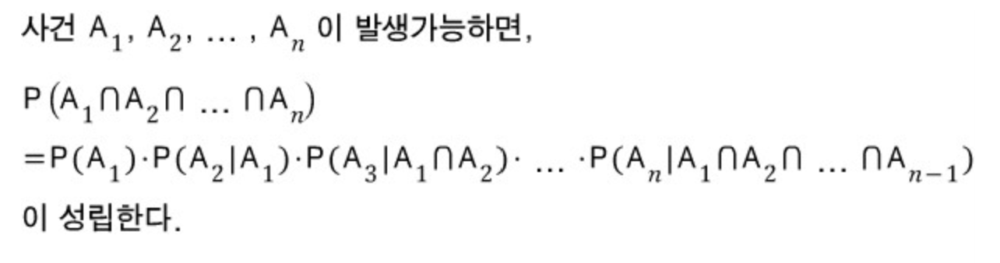 사건 A₁, A₂, … , Aₙ 이 발생가능하면,
P(A₁∩A₂∩ … ∩Aₙ)
=P(A₁)·P(A₂|A₁)·P(A₃|A₁∩A₂)· … ·P(Aₙ|A₁∩A₂∩ … ∩Aₙ₋₁)
이 성립한다.